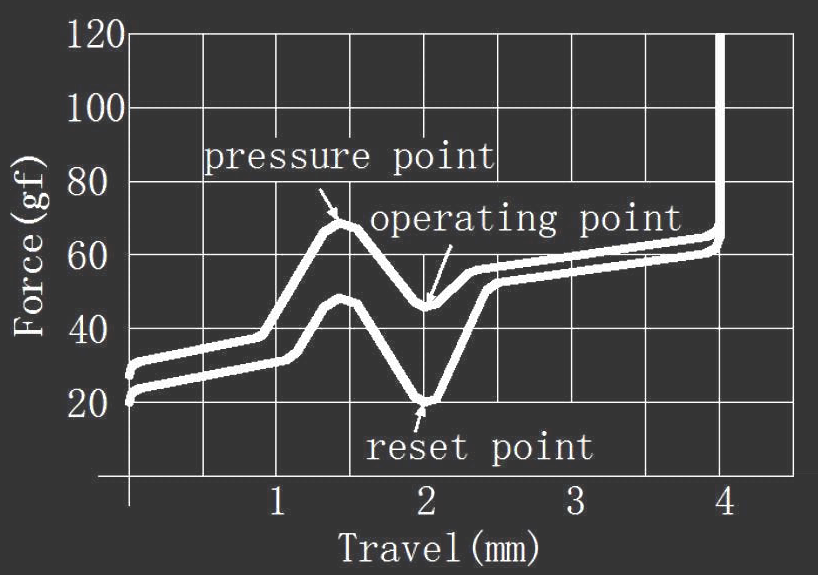 120
100
80
60
40
20
Force(gf)
pressure point
operating point
reset point
1 2 3 4
Travel(mm)